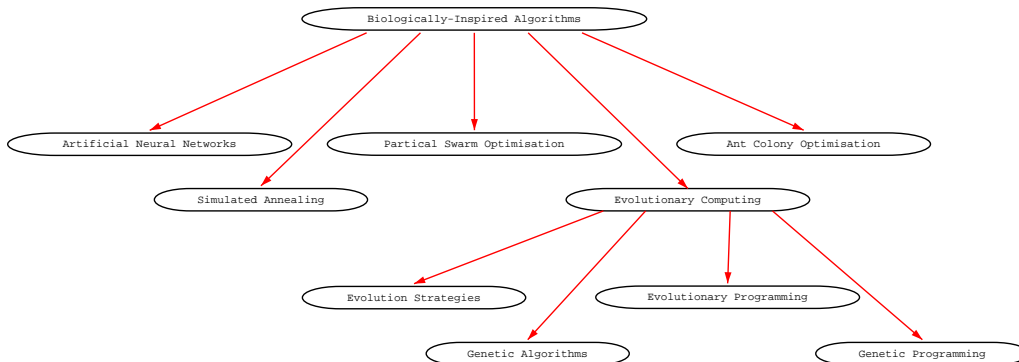 Biologically-Inspired Algorithms
Artificial Neural Networks
Partical Swarm Optimisation
Ant Colony Optimisation
Simulated Annealing
Evolutionary Computing
Evolution Strategies
Evolutionary Programming
Genetic Algorithms
Genetic Programming